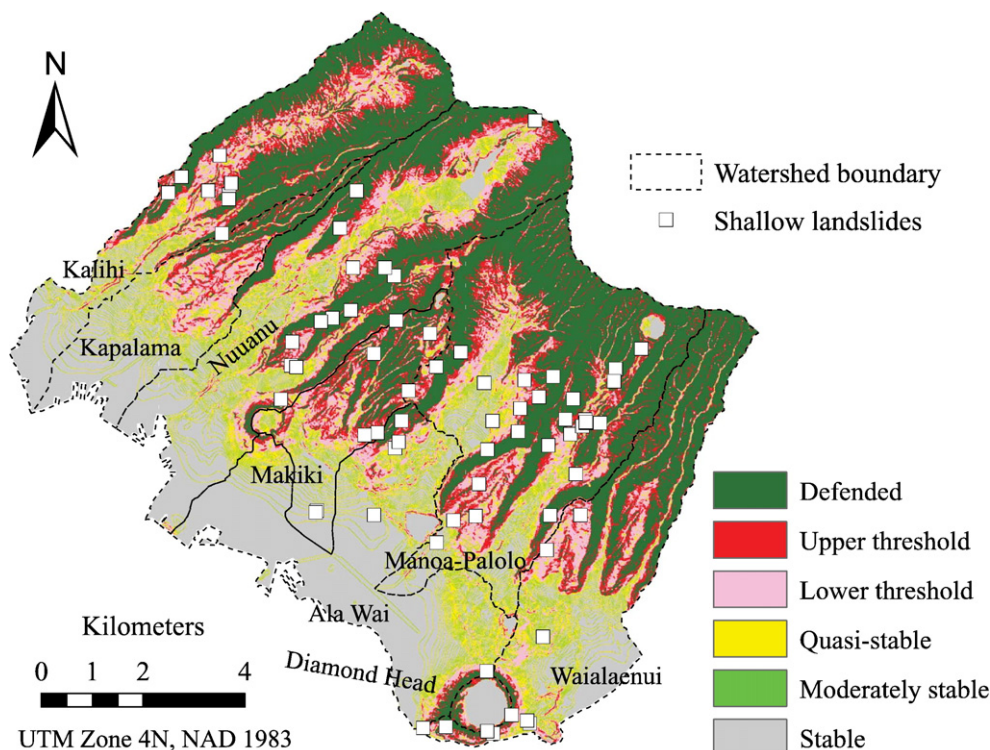 N
Watershed boundary
Shallow landslides
Kalihi
Kapalama
Nuuanu
Makiki
Manoa-Palolo
Ala Wai
Diamond Head
Waialaenui
Defended
Upper threshold
Lower threshold
Quasi-stable
Moderately stable
Stable
Kilometers
0 1 2 4
UTM Zone 4N, NAD 1983